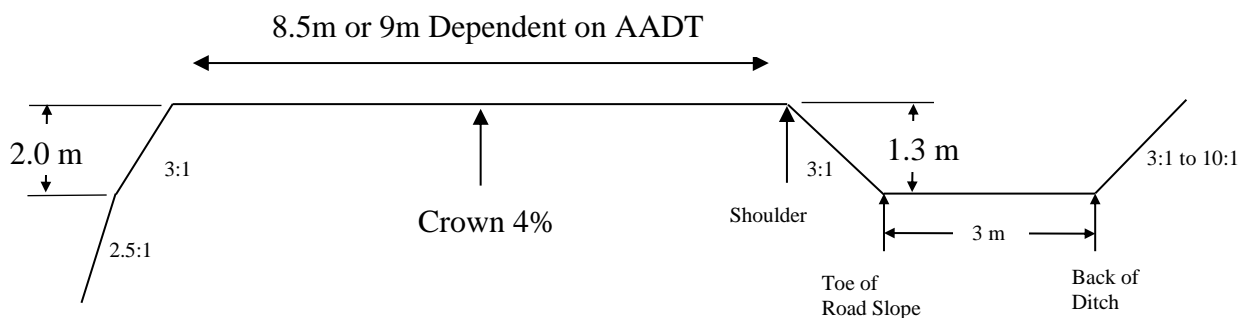 8.5m or 9m Dependent on AADT
2.0 m
3:1
2.5:1
Crown 4%
Shoulder
3:1
1.3 m
3:1 to 10:1
3 m
Toe of
Road Slope
Back of
Ditch